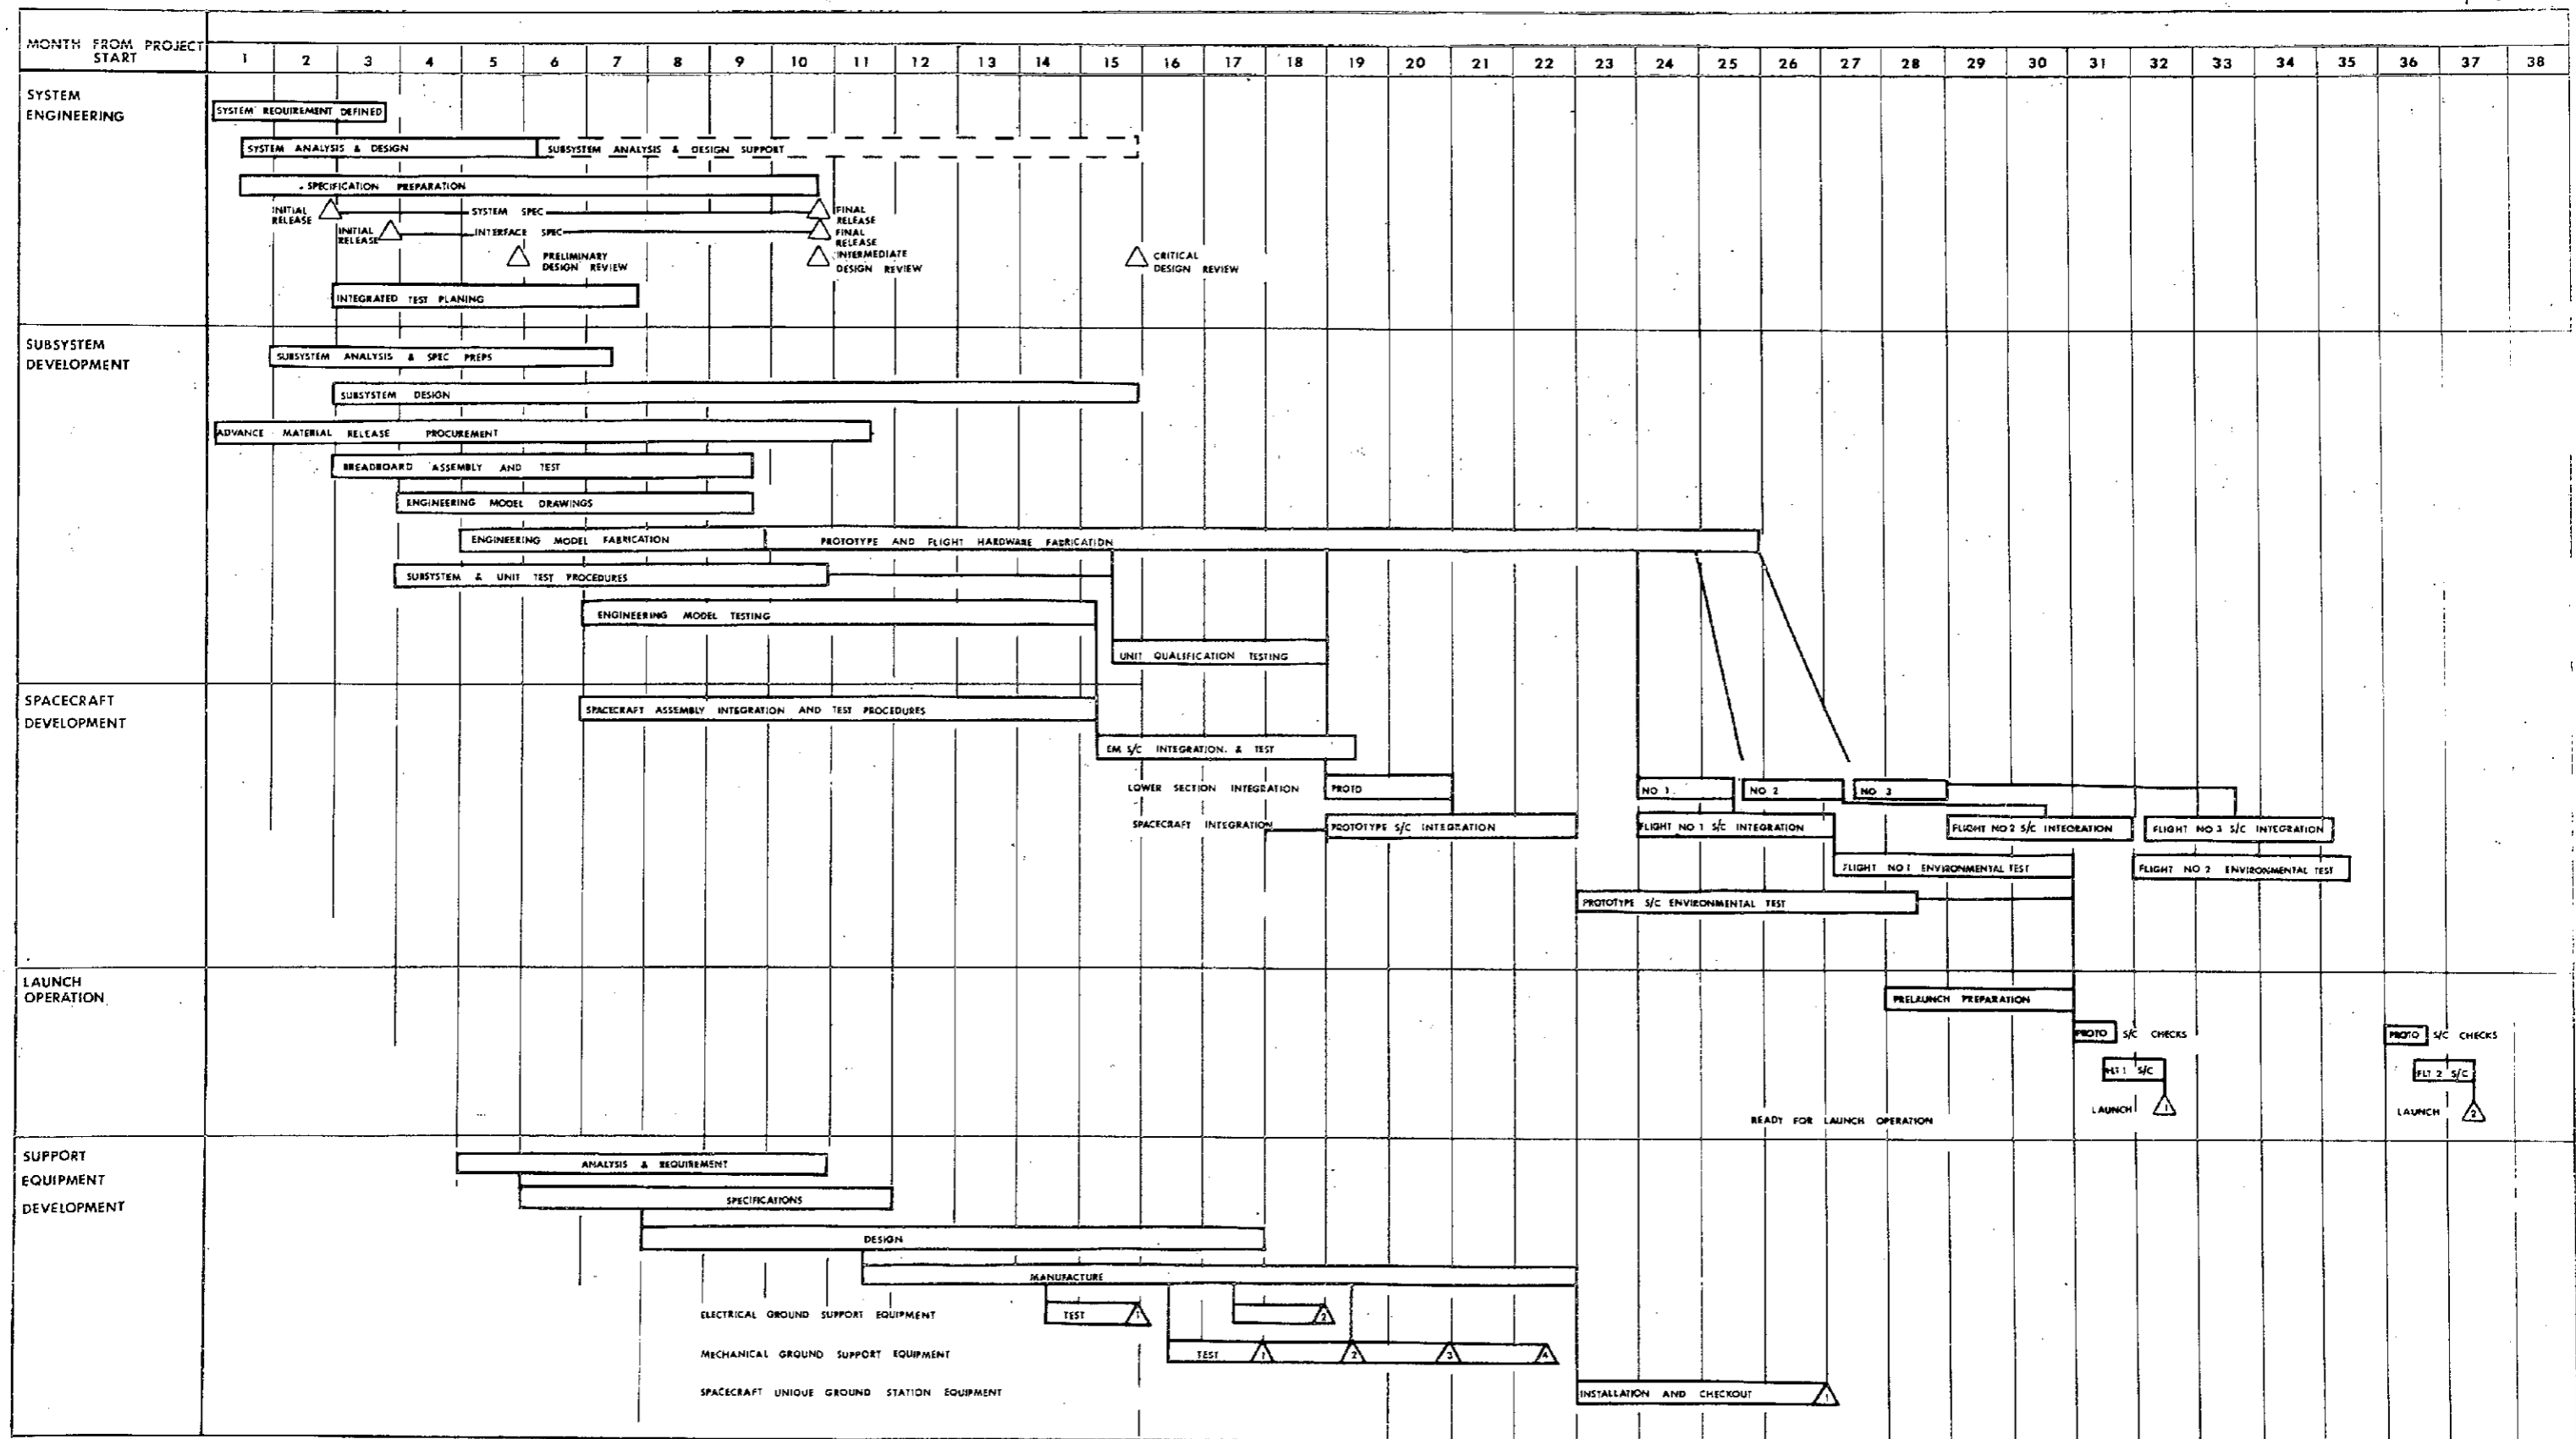 MONTH FROM PROJECT
START
1 2 3 4 5 6 7 8 9 10 11 12 13 14 15 16 17 18 19 20 21 22 23 24 25 26 27 28 29 30 31 32 33 34 35 36 37 38
SYSTEM
ENGINEERING
SYSTEM REQUIREMENT DEFINED
SYSTEM ANALYSIS & DESIGN
SUBSYSTEM ANALYSIS & DESIGN SUPPORT
SPECIFICATION PREPARATION
INITIAL
RELEASE
SYSTEM SPEC
FINAL
RELEASE
INITIAL
RELEASE
INTERFACE SPEC
FINAL
RELEASE
PRELIMINARY
DESIGN REVIEW
INTERMEDIATE
DESIGN REVIEW
CRITICAL
DESIGN REVIEW
INTEGRATED TEST PLANING
SUBSYSTEM
DEVELOPMENT
SUBSYSTEM ANALYSIS & SPEC PREPS
SUBSYSTEM DESIGN
ADVANCE MATERIAL RELEASE PROCUREMENT
BREADBOARD ASSEMBLY AND TEST
ENGINEERING MODEL DRAWINGS
ENGINEERING MODEL FABRICATION
PROTOTYPE AND FLIGHT HARDWARE FABRICATION
SUBSYSTEM & UNIT TEST PROCEDURES
ENGINEERING MODEL TESTING
UNIT QUALIFICATION TESTING
SPACECRAFT
DEVELOPMENT
SPACECRAFT ASSEMBLY INTEGRATION AND TEST PROCEDURES
EM S/C INTEGRATION. & TEST
LOWER SECTION INTEGRATION
PROTO
NO 1
NO 2
NO 3
SPACECRAFT INTEGRATION
PROTOTYPE S/C INTEGRATION
FLIGHT NO 1 S/C INTEGRATION
FLIGHT NO 2 S/C INTEGRATION
FLIGHT NO 3 S/C INTEGRATION
FLIGHT NO 1 ENVIRONMENTAL TEST
FLIGHT NO 2 ENVIRONMENTAL TEST
PROTOTYPE S/C ENVIRONMENTAL TEST
LAUNCH
OPERATION
PRELAUNCH PREPARATION
PROTO S/C CHECKS
PROTO S/C CHECKS
FLT 1 S/C
FLT 2 S/C
LAUNCH 1
LAUNCH 2
READY FOR LAUNCH OPERATION
SUPPORT
EQUIPMENT
DEVELOPMENT
ANALYSIS & REQUIREMENT
SPECIFICATIONS
DESIGN
MANUFACTURE
ELECTRICAL GROUND SUPPORT EQUIPMENT
TEST 1
2
MECHANICAL GROUND SUPPORT EQUIPMENT
TEST 1 2 3 4
SPACECRAFT UNIQUE GROUND STATION EQUIPMENT
INSTALLATION AND CHECKOUT 1